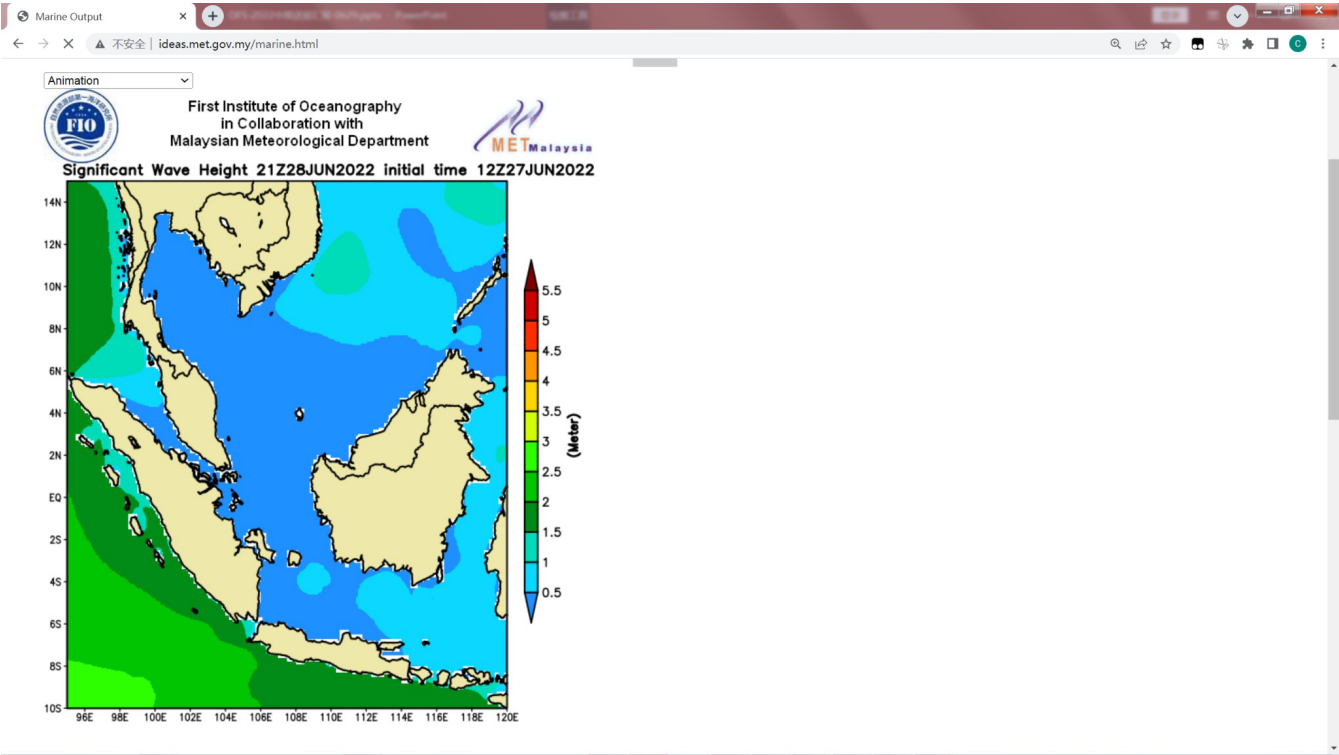 Marine Output
不安全 | ideas.met.gov.my/marine.html
Animation
FIO
First Institute of Oceanography
in Collaboration with
Malaysian Meteorological Department
METMalaysia
Significant Wave Height 21Z28JUN2022 initial time 12Z27JUN2022
14N
12N
10N
8N
6N
4N
2N
EQ
2S
4S
6S
8S
10S
96E 98E 100E 102E 104E 106E 108E 110E 112E 114E 116E 118E 120E
5.5
5
4.5
4
3.5
3
2.5
2
1.5
1
0.5
(Meter)
C